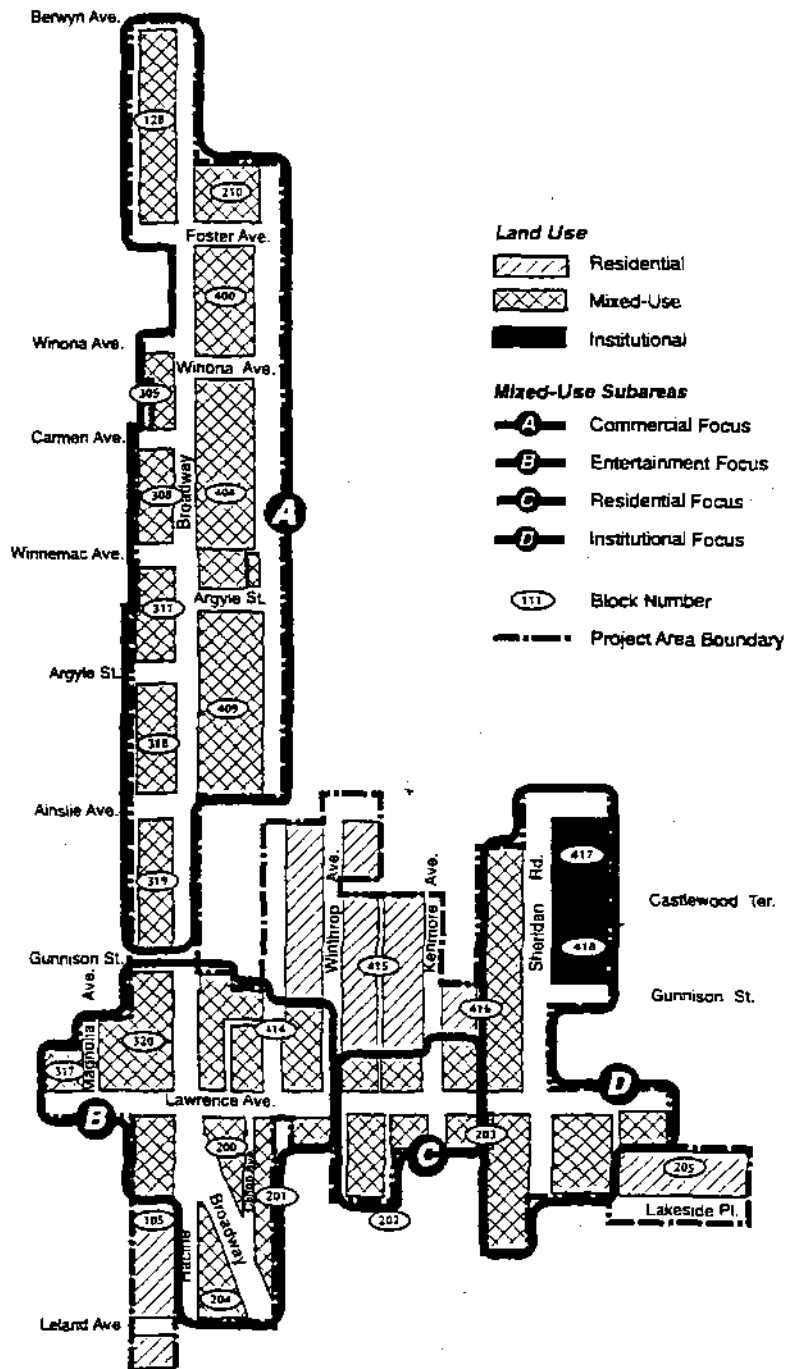 Berwyn Ave.
128
210
Foster Ave.
400
Winona Ave.
Winona Ave.
305
Carmen Ave.
Broadway
308
404
A
Winnemac Ave.
Argyle St.
317
Argyle St.
409
318
Ainslie Ave.
319
Gunnison St.
Land Use
Residential
Mixed-Use
Institutional
Mixed-Use Subareas
A Commercial Focus
B Entertainment Focus
C Residential Focus
D Institutional Focus
111 Block Number
Project Area Boundary
Winthrop Ave.
Kenmore Ave.
Sheridan Rd.
417
Castlewood Ter.
418
Gunnison St.
415
416
Magnolia Ave.
414
320
317
Lawrence Ave.
B
D
200
203
C
201
205
Broadway
202
Lakeside Pl.
105
Racine
204
Leland Ave